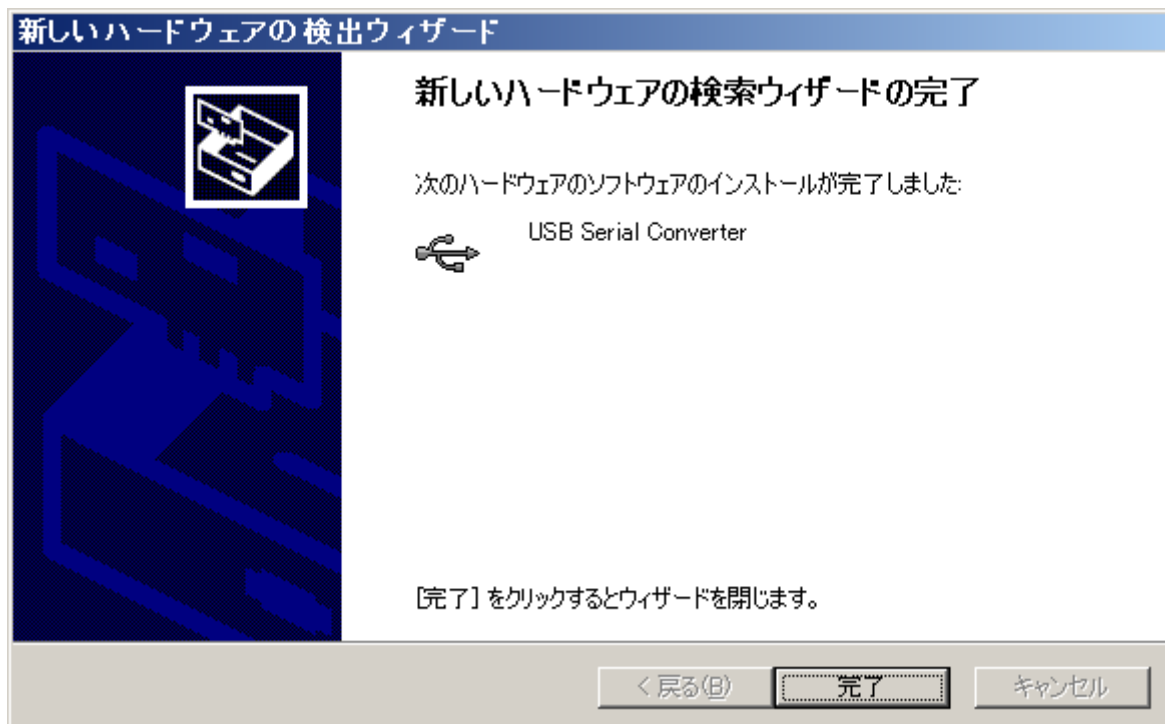 新しいハードウェアの検出ウィザード
新しいハードウェアの検索ウィザードの完了
次のハードウェアのソフトウェアのインストールが完了しました:
USB Serial Converter
[完了] をクリックするとウィザードを閉じます。
< 戻る(B)
完了
キャンセル